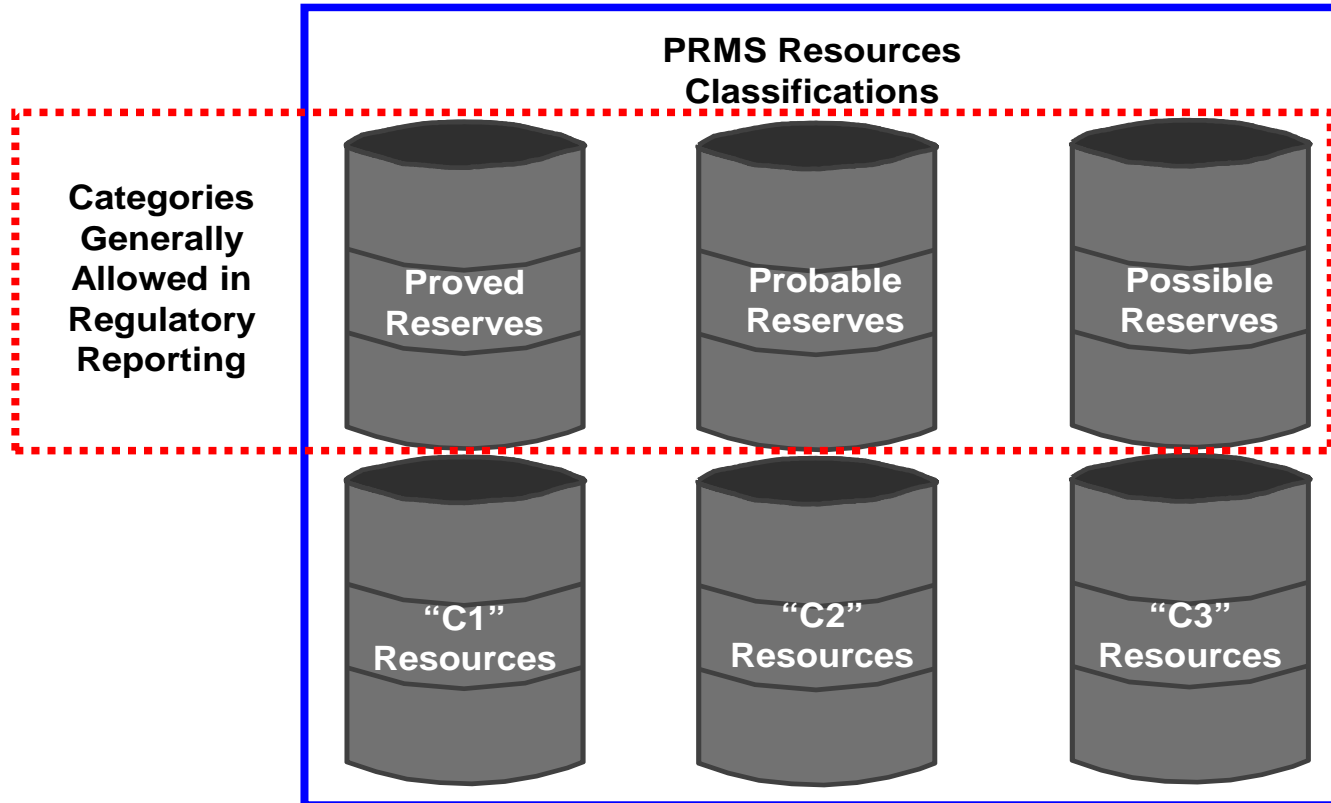 PRMS Resources
Classifications
Categories
Generally
Allowed in
Regulatory
Reporting
Proved
Reserves
Probable
Reserves
Possible
Reserves
“C1”
Resources
“C2”
Resources
“C3”
Resources